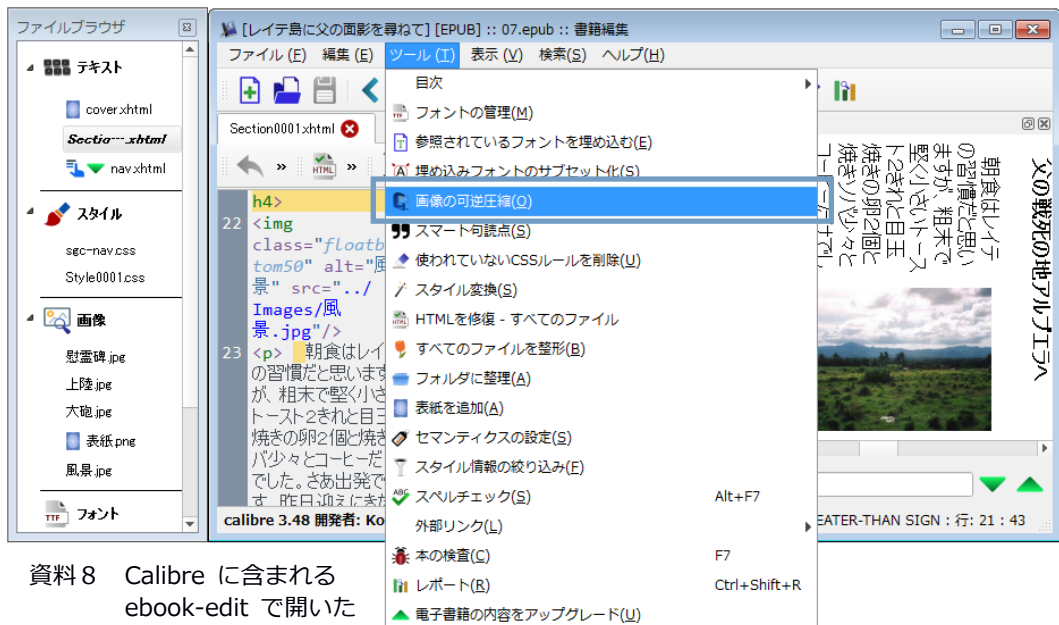 ファイルブラウザ
テキスト
cover.xhtml
Sectio…xhtml
nav.xhtml
スタイル
sgc-nav.css
Style0001.css
画像
慰霊碑.jpg
上陸.jpg
大砲.jpg
表紙.png
風景.jpg
フォント
[レイテ島に父の面影を尋ねて] [EPUB] :: 07.epub :: 書籍編集
ファイル (F) 編集 (E) ツール (T) 表示 (V) 検索(S) ヘルプ(H)
Section0001.xhtml
HTML
h4>
22 <img
class="floatb
tom50" alt="風
景" src="../
Images/風
景.jpg"/>
23 <p> 朝食はレイ
の習慣だと思います
が、粗末で堅く小さ
トースト2きれと目玉
焼きの卵2個と焼き
バ少々とコーヒーだ
でした。さあ出発で
す。昨日迎えにきた
calibre 3.48 開発者: Ko
目次
フォントの管理(M)
参照されているフォントを埋め込む(E)
埋め込みフォントのサブセット化(S)
画像の可逆圧縮(O)
スマート句読点(S)
使われていないCSSルールを削除(U)
スタイル変換(S)
HTMLを修復 - すべてのファイル
すべてのファイルを整形(B)
フォルダに整理(A)
表紙を追加(A)
セマンティクスの設定(S)
スタイル情報の絞り込み(F)
スペルチェック(S) Alt+F7
外部リンク(L)
本の検査(C) F7
レポート(R) Ctrl+Shift+R
電子書籍の内容をアップグレード(U)
父の戦死の地アルブエラへ
朝食はレイテ
の習慣だと思い
ますが、粗末で
堅く小さいトース
ト2きれと目玉
焼きの卵2個と
焼きソバ少々と
EATER-THAN SIGN : 行: 21 : 43
資料８ Calibre に含まれる
ebook-edit で開いた